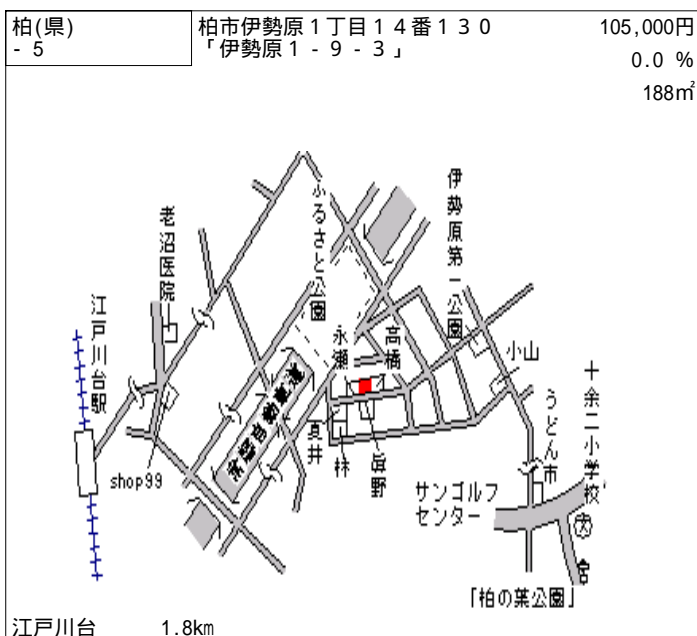 柏(県)
- 5
柏市伊勢原１丁目１４番１３０
「伊勢原１－９－３」
105,000円
0.0 %
188㎡
ふるさと公園
伊勢原第一公園
老沼医院
江戸川台駅
永瀬
高橋
小山
常磐自動車道
真井
林
岸野
うどん市
十余二小学校
shop99
サンゴルフ
センター
「柏の葉公園」
江戸川台 1.8km